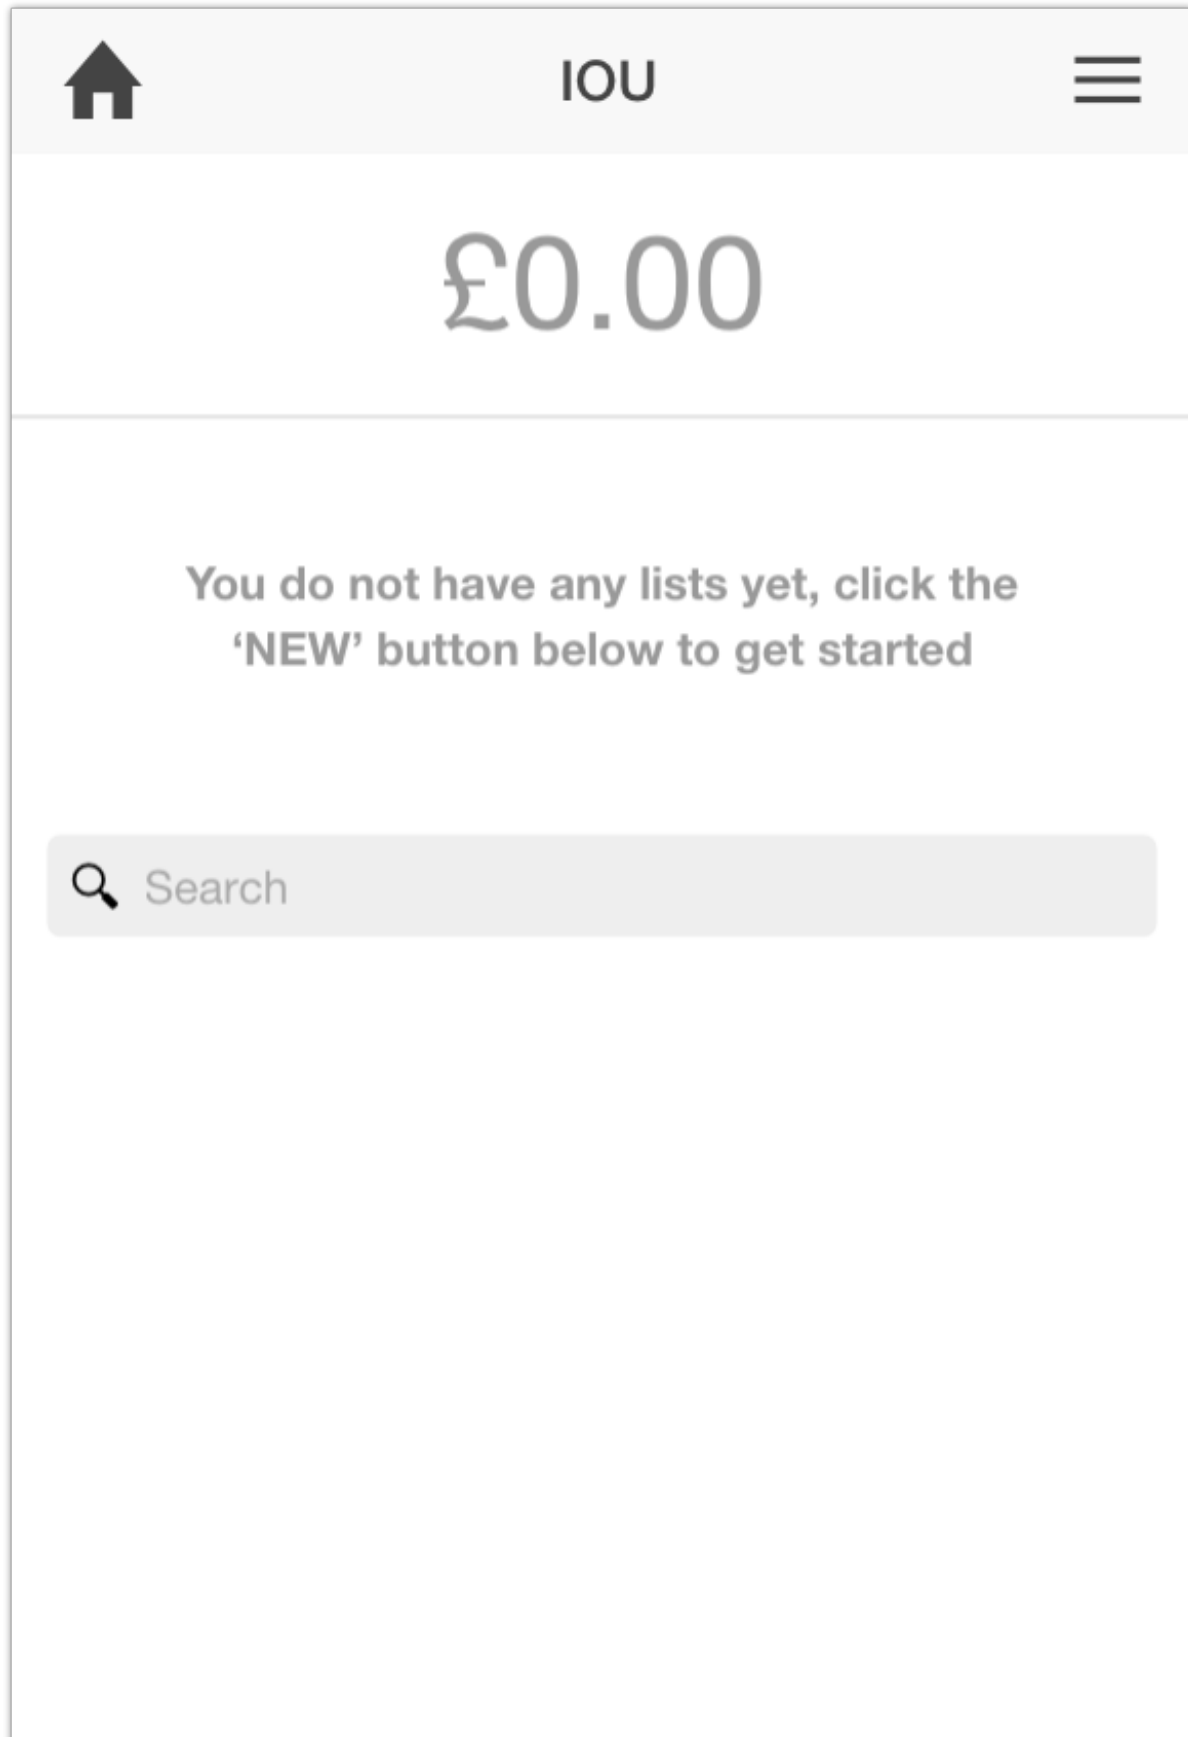 IOU
£0.00
You do not have any lists yet, click the
‘NEW’ button below to get started
Search